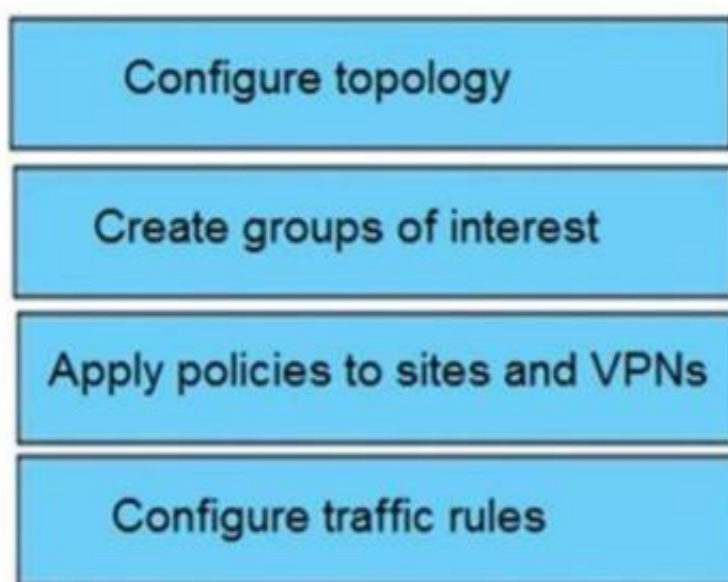 Configure topology
Create groups of interest
Apply policies to sites and VPNs
Configure traffic rules